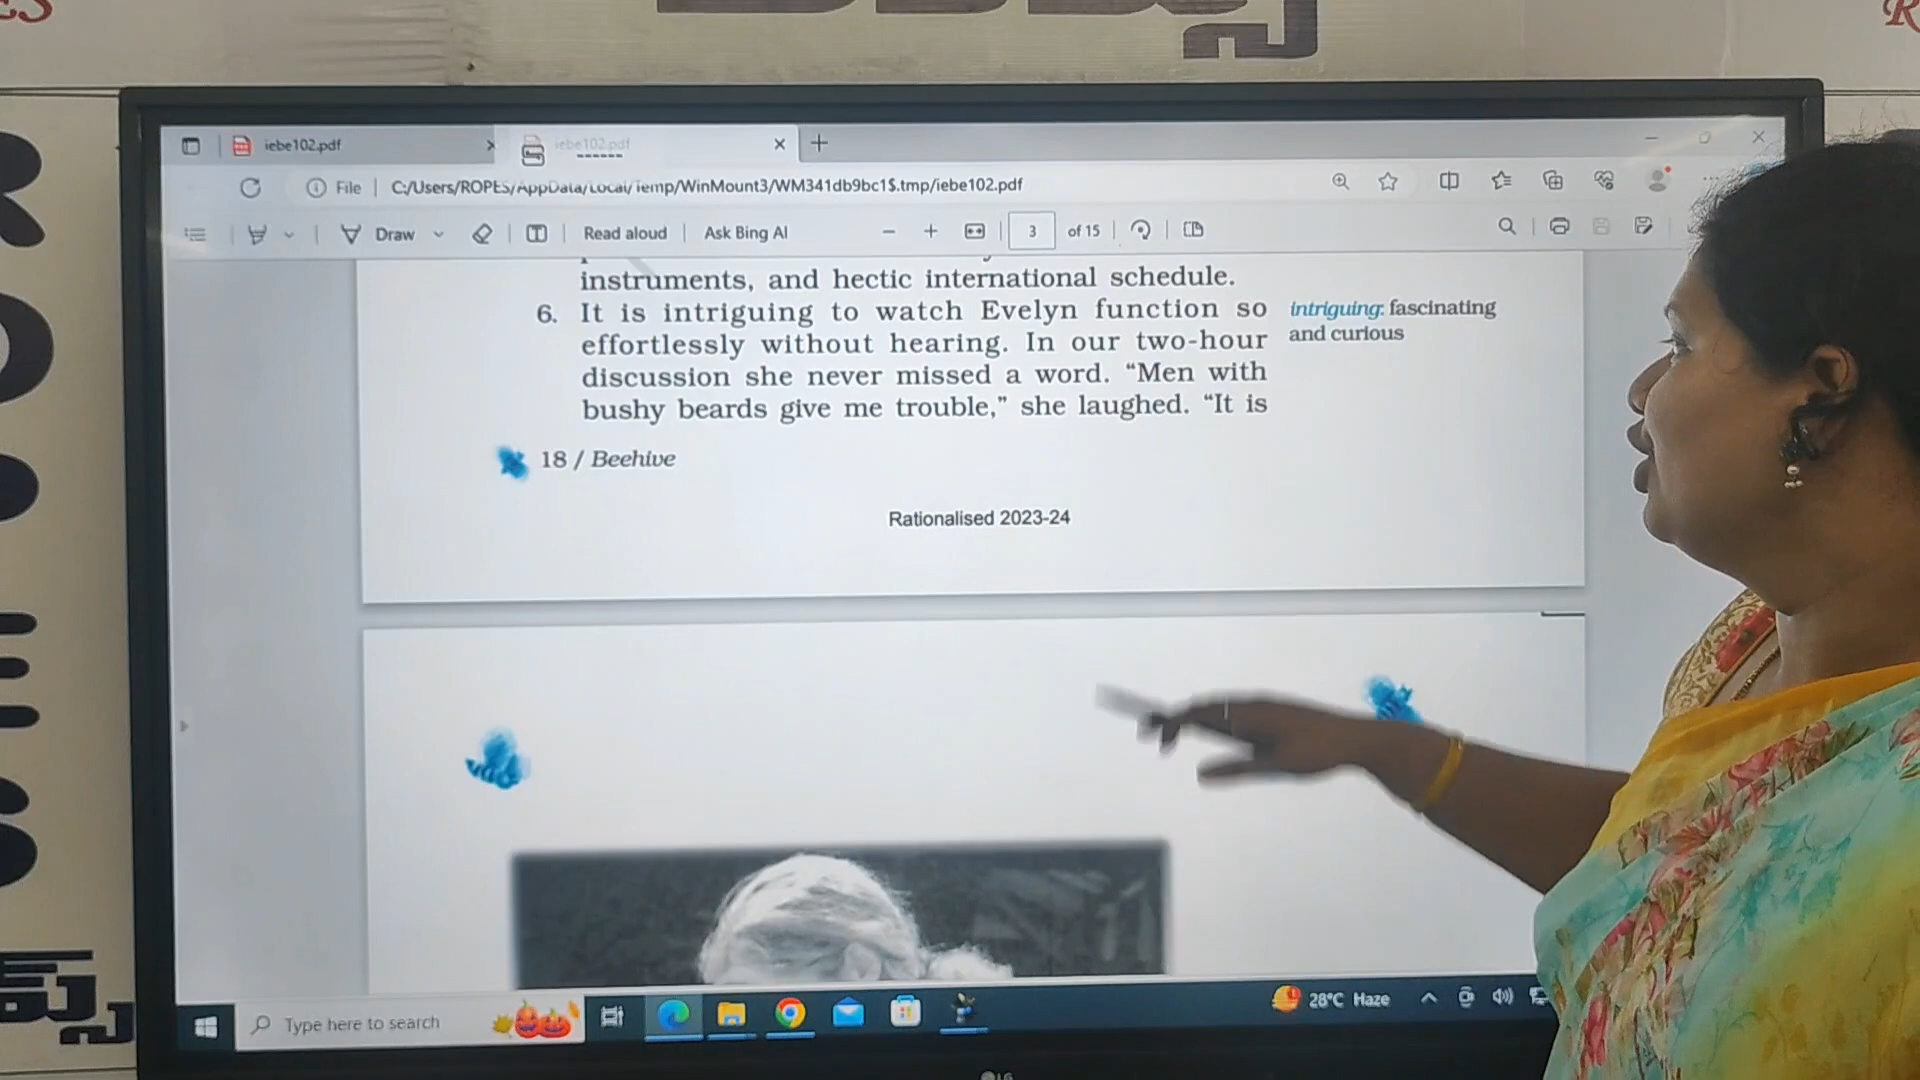 iebe102.pdf
iebe102.pdf
File
C:/Users/ROPES/AppData/Local/Temp/WinMount3/WM341db9bc1$.tmp/iebe102.pdf
Draw
Read aloud
Ask Bing AI
3
of 15
instruments, and hectic international schedule.
6. It is intriguing to watch Evelyn function so
effortlessly without hearing. In our two-hour
discussion she never missed a word. “Men with
bushy beards give me trouble,” she laughed. “It is
intriguing: fascinating
and curious
18 / Beehive
Rationalised 2023-24
Type here to search
28°C Haze
LG